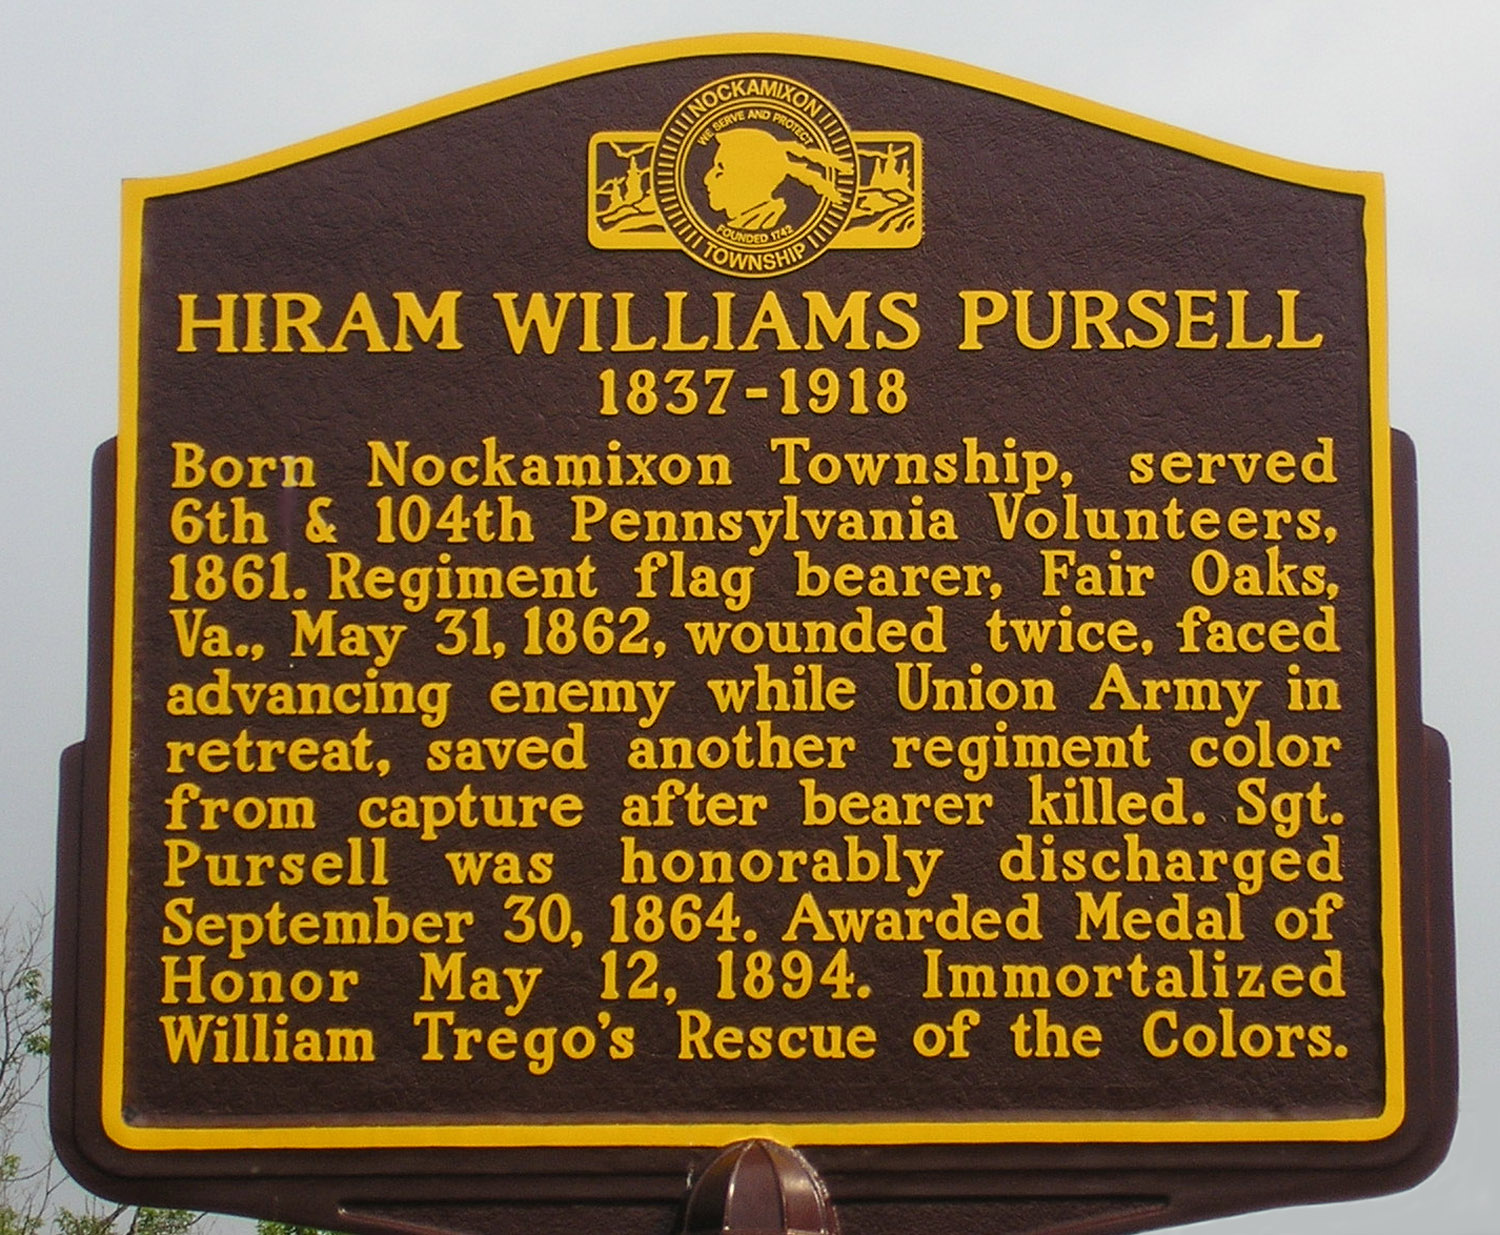 NOCKAMIXON
WE SERVE AND PROTECT
FOUNDED 1742
TOWNSHIP
HIRAM WILLIAMS PURSELL
1837-1918
Born Nockamixon Township, served
6th & 104th Pennsylvania Volunteers,
1861. Regiment flag bearer, Fair Oaks,
Va., May 31, 1862, wounded twice, faced
advancing enemy while Union Army in
retreat, saved another regiment color
from capture after bearer killed. Sgt.
Pursell was honorably discharged
September 30, 1864. Awarded Medal of
Honor May 12, 1894. Immortalized
William Trego's Rescue of the Colors.